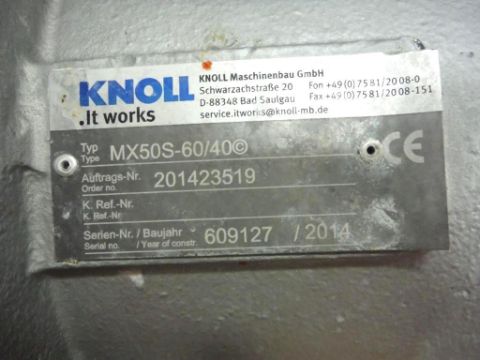 KNOLL
.It works
KNOLL Maschinenbau GmbH
Schwarzachstraße 20 Fon +49(0)7581/2008-0
D-88348 Bad Saulgau Fax +49(0)7581/2008-151
service.itworks@knoll-mb.de
Typ
Type MX50S-60/40©
CE
Auftrags-Nr.
Order no. 201423519
K. Ref.-Nr.
K. Ref.-Nr.
Serien-Nr. / Baujahr
Serial no. / Year of constr. 609127 / 2014